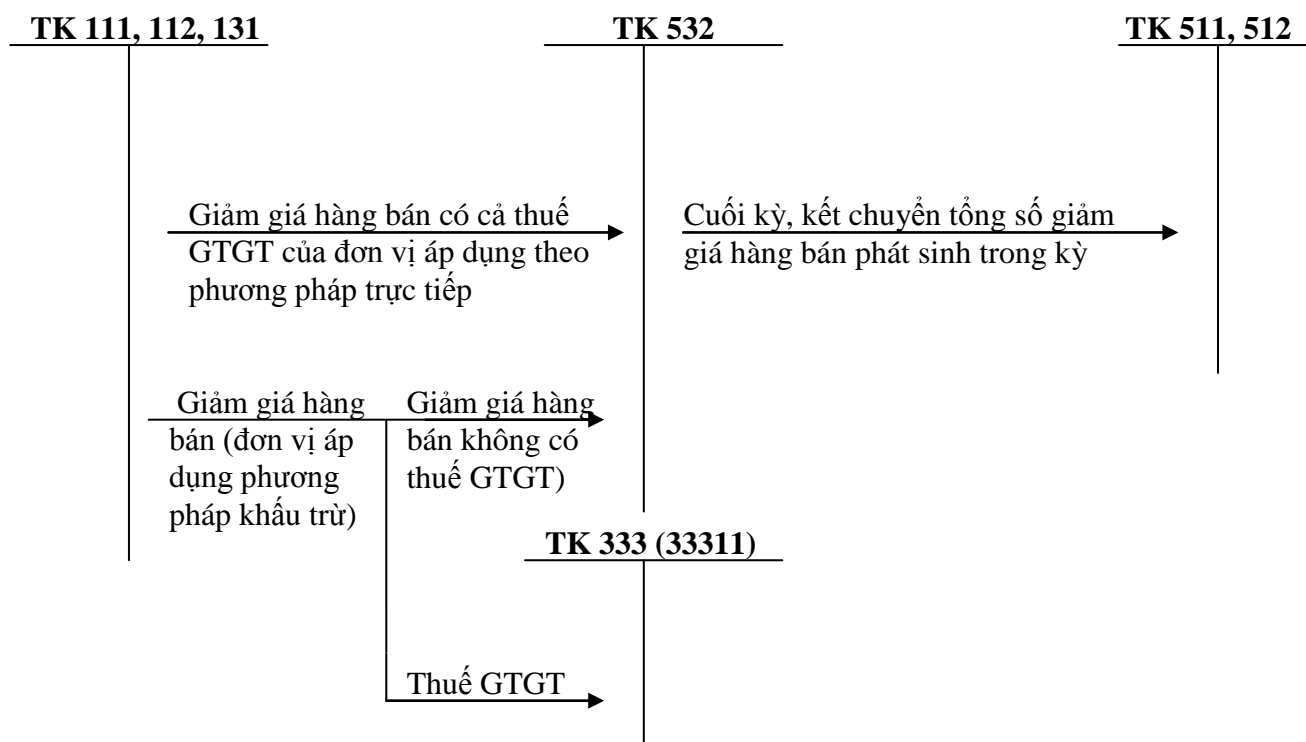 TK 111, 112, 131
TK 532
TK 511, 512
Giảm giá hàng bán có cả thuế
GTGT của đơn vị áp dụng theo
phương pháp trực tiếp
Cuối kỳ, kết chuyển tổng số giảm
giá hàng bán phát sinh trong kỳ
Giảm giá hàng
bán (đơn vị áp
dụng phương
pháp khấu trừ)
Giảm giá hàng
bán không có
thuế GTGT)
TK 333 (33311)
Thuế GTGT